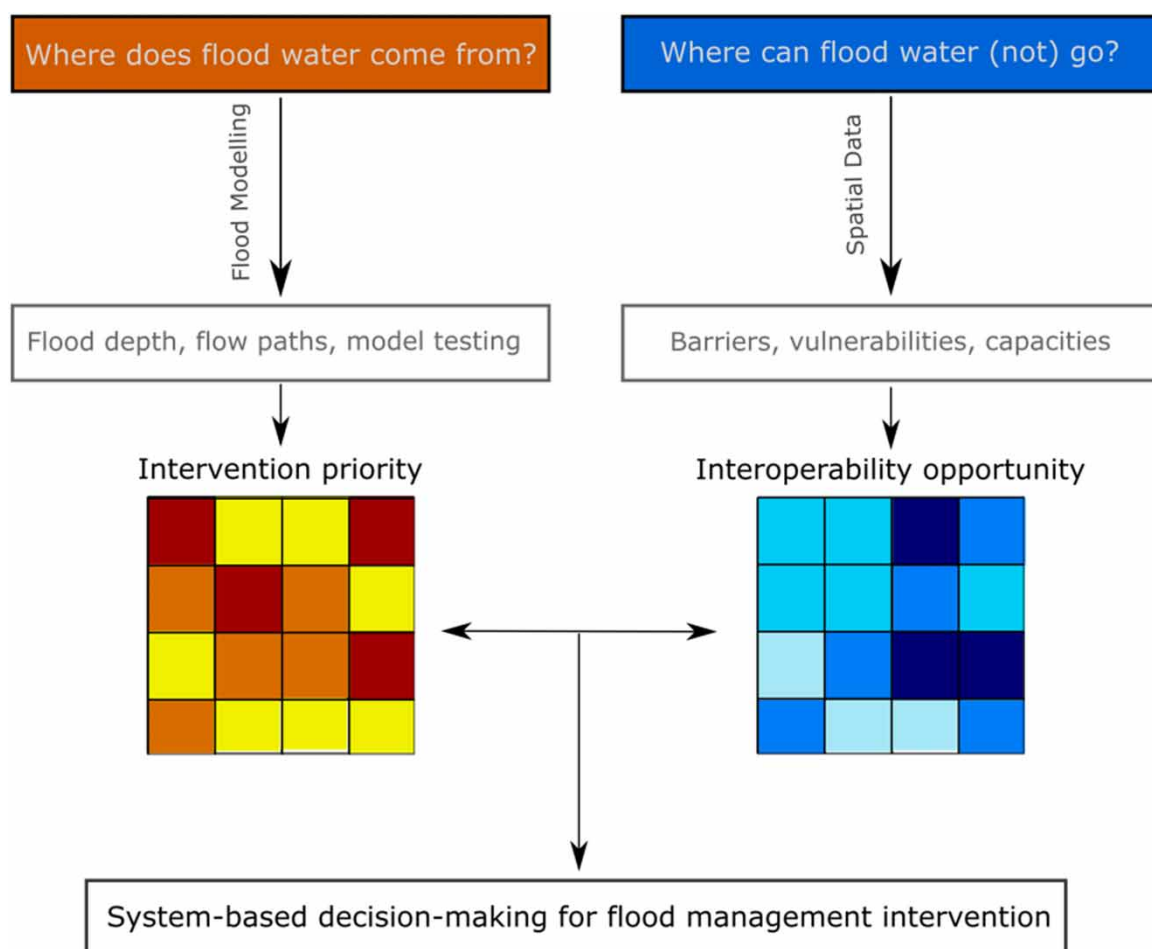 Where does flood water come from?
Where can flood water (not) go?
Flood Modelling
Spatial Data
Flood depth, flow paths, model testing
Barriers, vulnerabilities, capacities
Intervention priority
Interoperability opportunity
System-based decision-making for flood management intervention